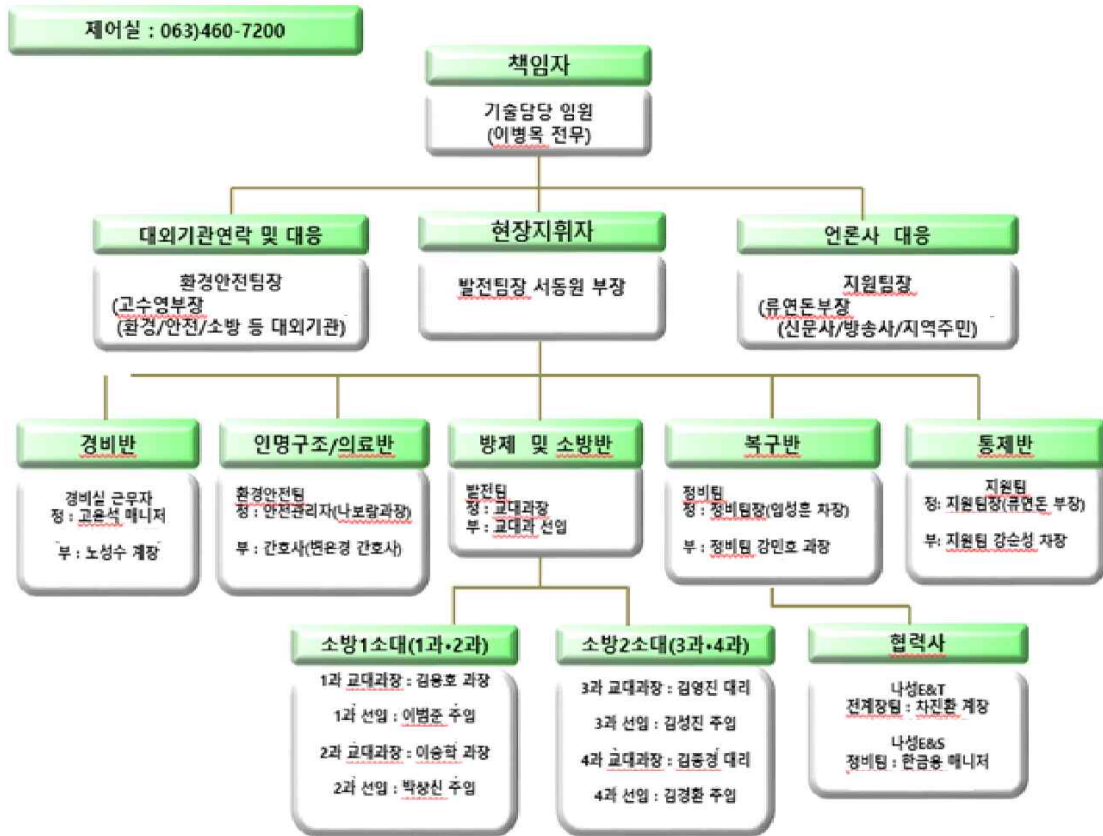 제어실 : 063)460-7200
책임자
기술담당 임원
(이병목 전무)
대외기관연락 및 대응
환경안전팀장
(고수영부장
(환경/안전/소방 등 대외기관)
현장지휘자
발전팀장 서동원 부장
언론사 대응
지원팀장
(류연돈부장
(신문사/방송사/지역주민)
경비반
경비실 근무자
정 : 고윤석 매니저
부 : 노성수 계장
인명구조/의료반
환경안전팀
정 : 안전관리자(나보람과장)
부 : 간호사(변은경 간호사)
방제 및 소방반
발전팀
정 : 교대과장
부 : 교대과 선임
복구반
정비팀
정 : 정비팀장(임성훈 차장)
부 : 정비팀 강민호 과장
통제반
지원팀
정: 지원팀장(류연돈 부장)
부: 지원팀 강순성 차장
소방1소대(1과•2과)
1과 교대과장 : 김용호 과장
1과 선임 : 이범준 주임
2과 교대과장 : 이승학 과장
2과 선임 : 박상신 주임
소방2소대(3과•4과)
3과 교대과장 : 김영진 대리
3과 선임 : 김성진 주임
4과 교대과장 : 김종경 대리
4과 선임 : 김경환 주임
협력사
나성E&T
전계장팀 : 차진환 계장
나성E&S
정비팀 : 한금용 매니저